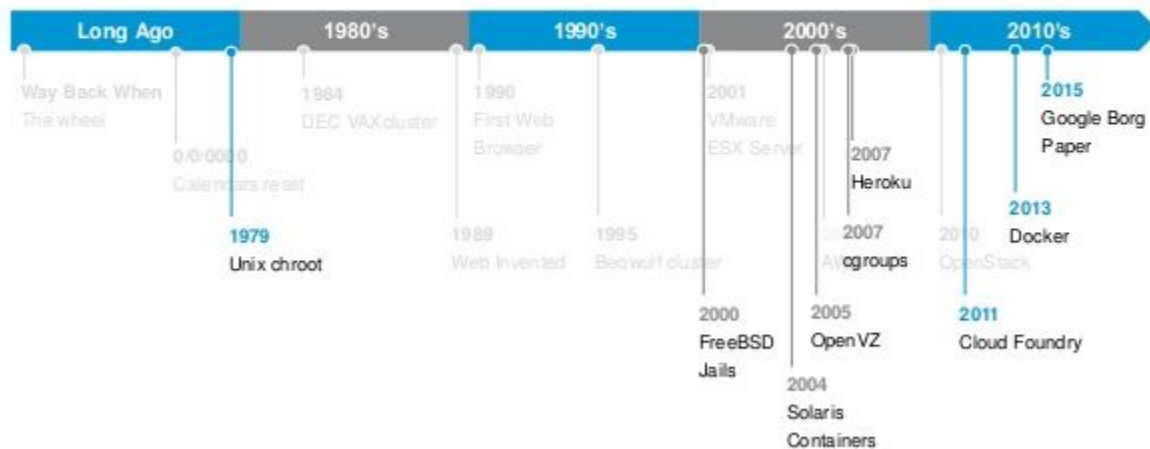 Long Ago
1980's
1990's
2000's
2010's
Way Back When
The wheel
0/0/0000
Calendars reset
1979
Unix chroot
1984
DEC VAXcluster
1989
Web Invented
1990
First Web
Browser
1995
Beowulf cluster
2000
FreeBSD
Jails
2001
VMware
ESX Server
2004
Solaris
Containers
2005
OpenVZ
2007
cgroups
2007
Heroku
2010
OpenStack
2011
Cloud Foundry
2013
Docker
2015
Google Borg
Paper